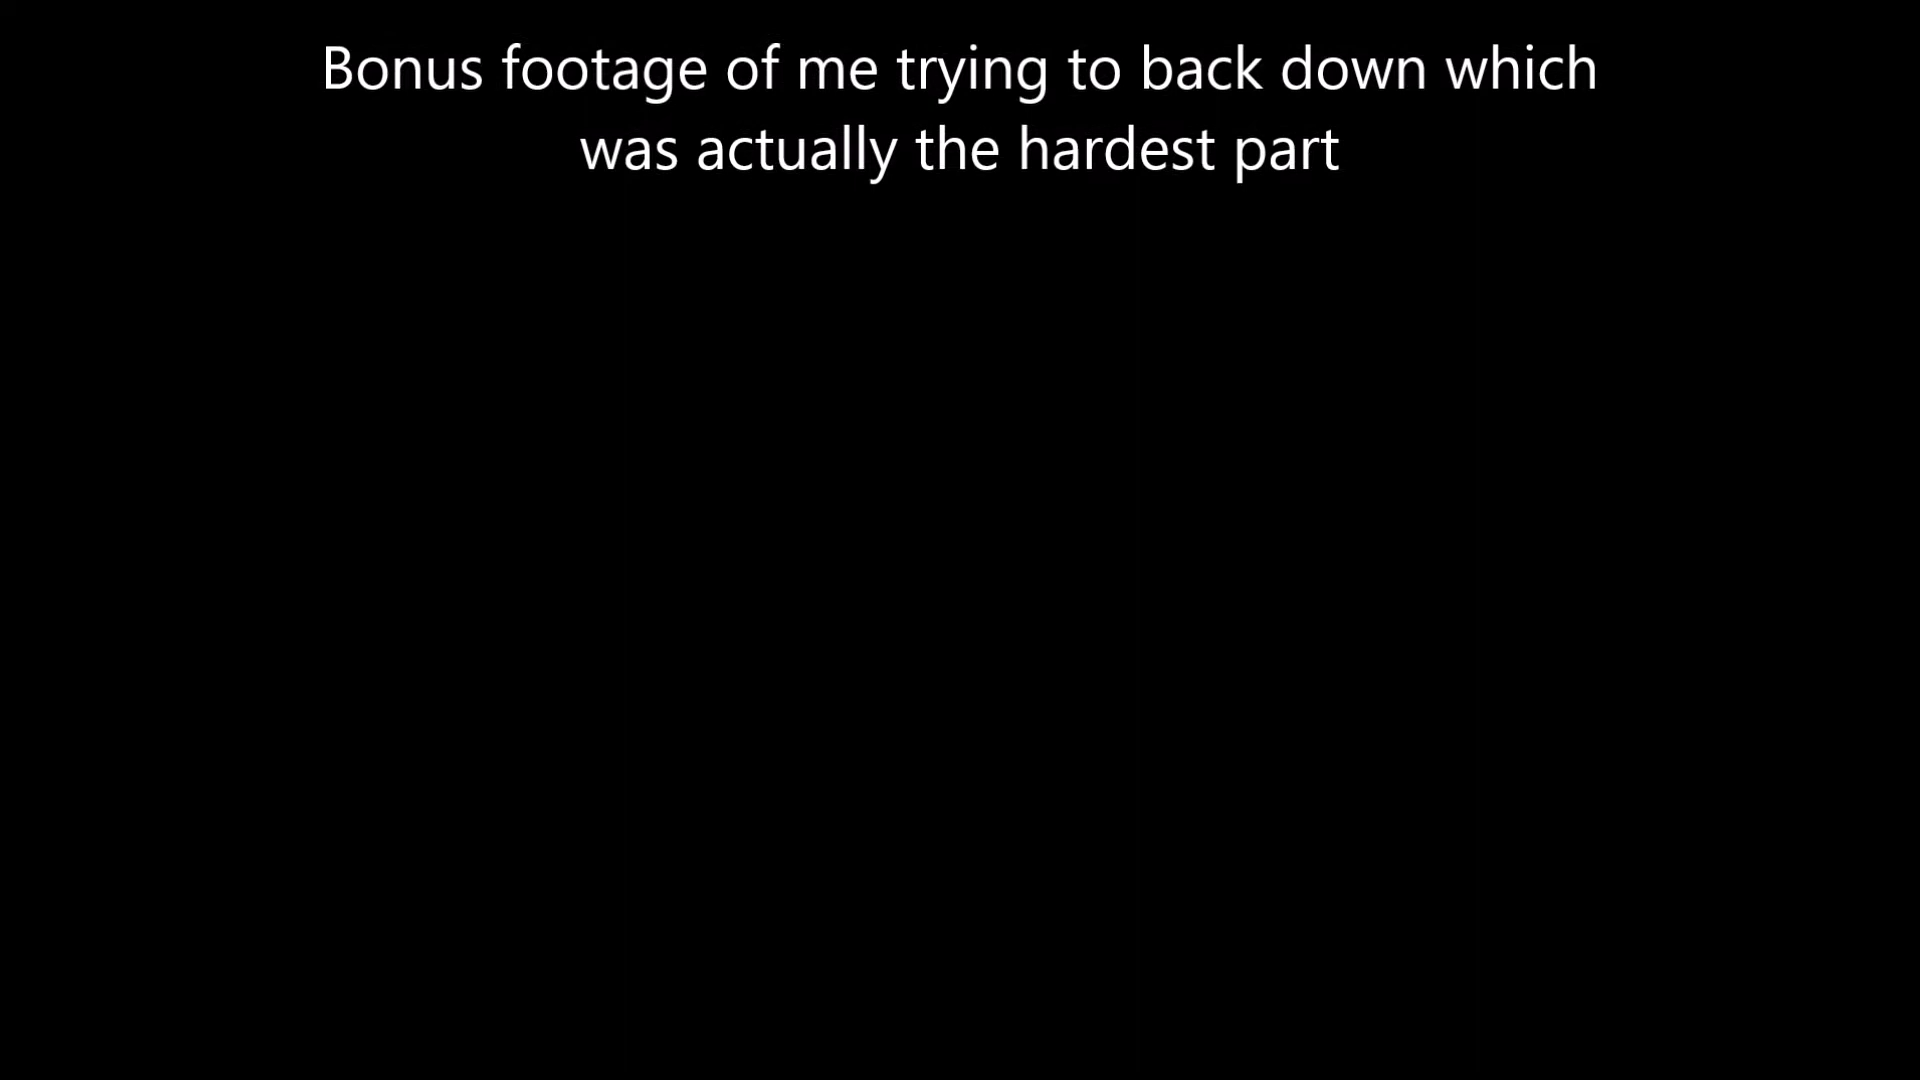 Bonus footage of me trying to back down which
was actually the hardest part